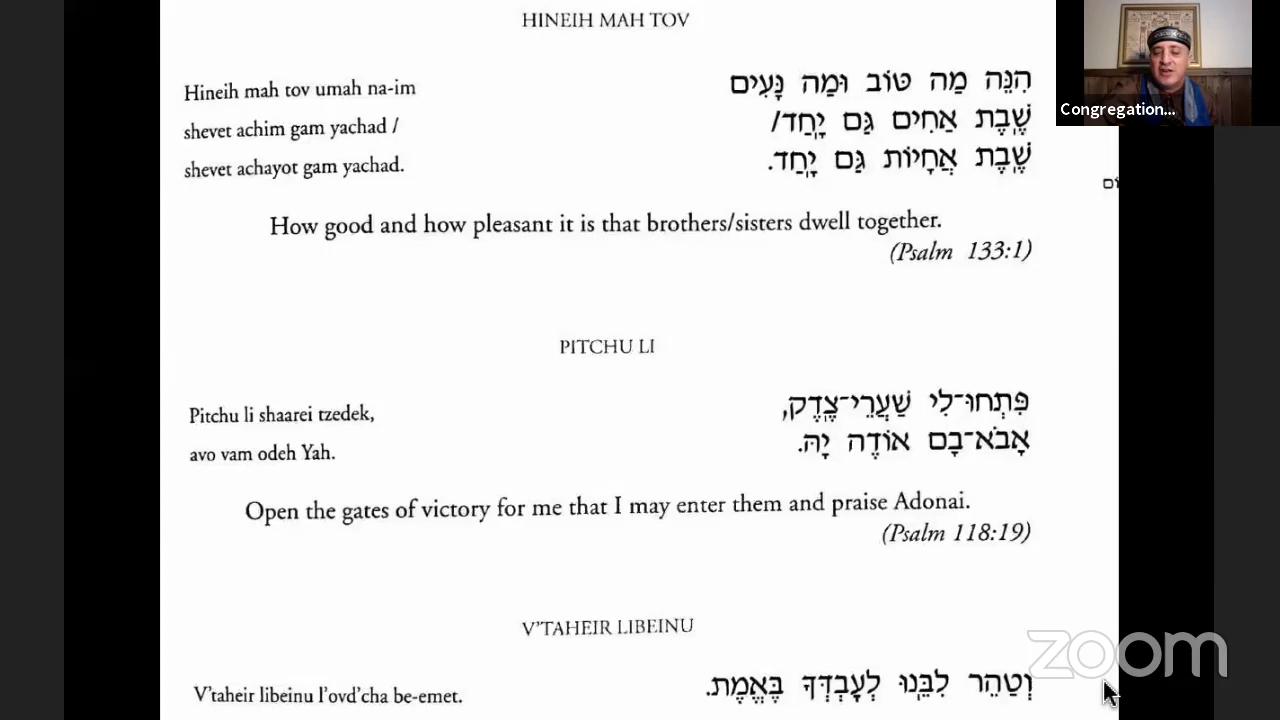 HINEIH MAH TOV
Hineih mah tov umah na-im
shevet achim gam yachad /
shevet achayot gam yachad.
הִנֵּה מַה טּוֹב וּמַה נָּעִים
שֶֽׁבֶת אַחִים גַּם יָֽחַד/
שֶֽׁבֶת אֲחָיוֹת גַּם יָֽחַד.
How good and how pleasant it is that brothers/sisters dwell together.
(Psalm 133:1)
PITCHU LI
Pitchu li shaarei tzedek,
avo vam odeh Yah.
פִּתְחוּ־לִי שַׁעֲרֵי־צֶֽדֶק,
אָבֹא־בָם אוֹדֶה יָהּ.
Open the gates of victory for me that I may enter them and praise Adonai.
(Psalm 118:19)
V'TAHEIR LIBEINU
V'taheir libeinu l'ovd'cha be-emet.
וְטַהֵר לִבֵּֽנוּ לְעָבְדְּךָ בֶּאֱמֶת.
Congregation...
zoom